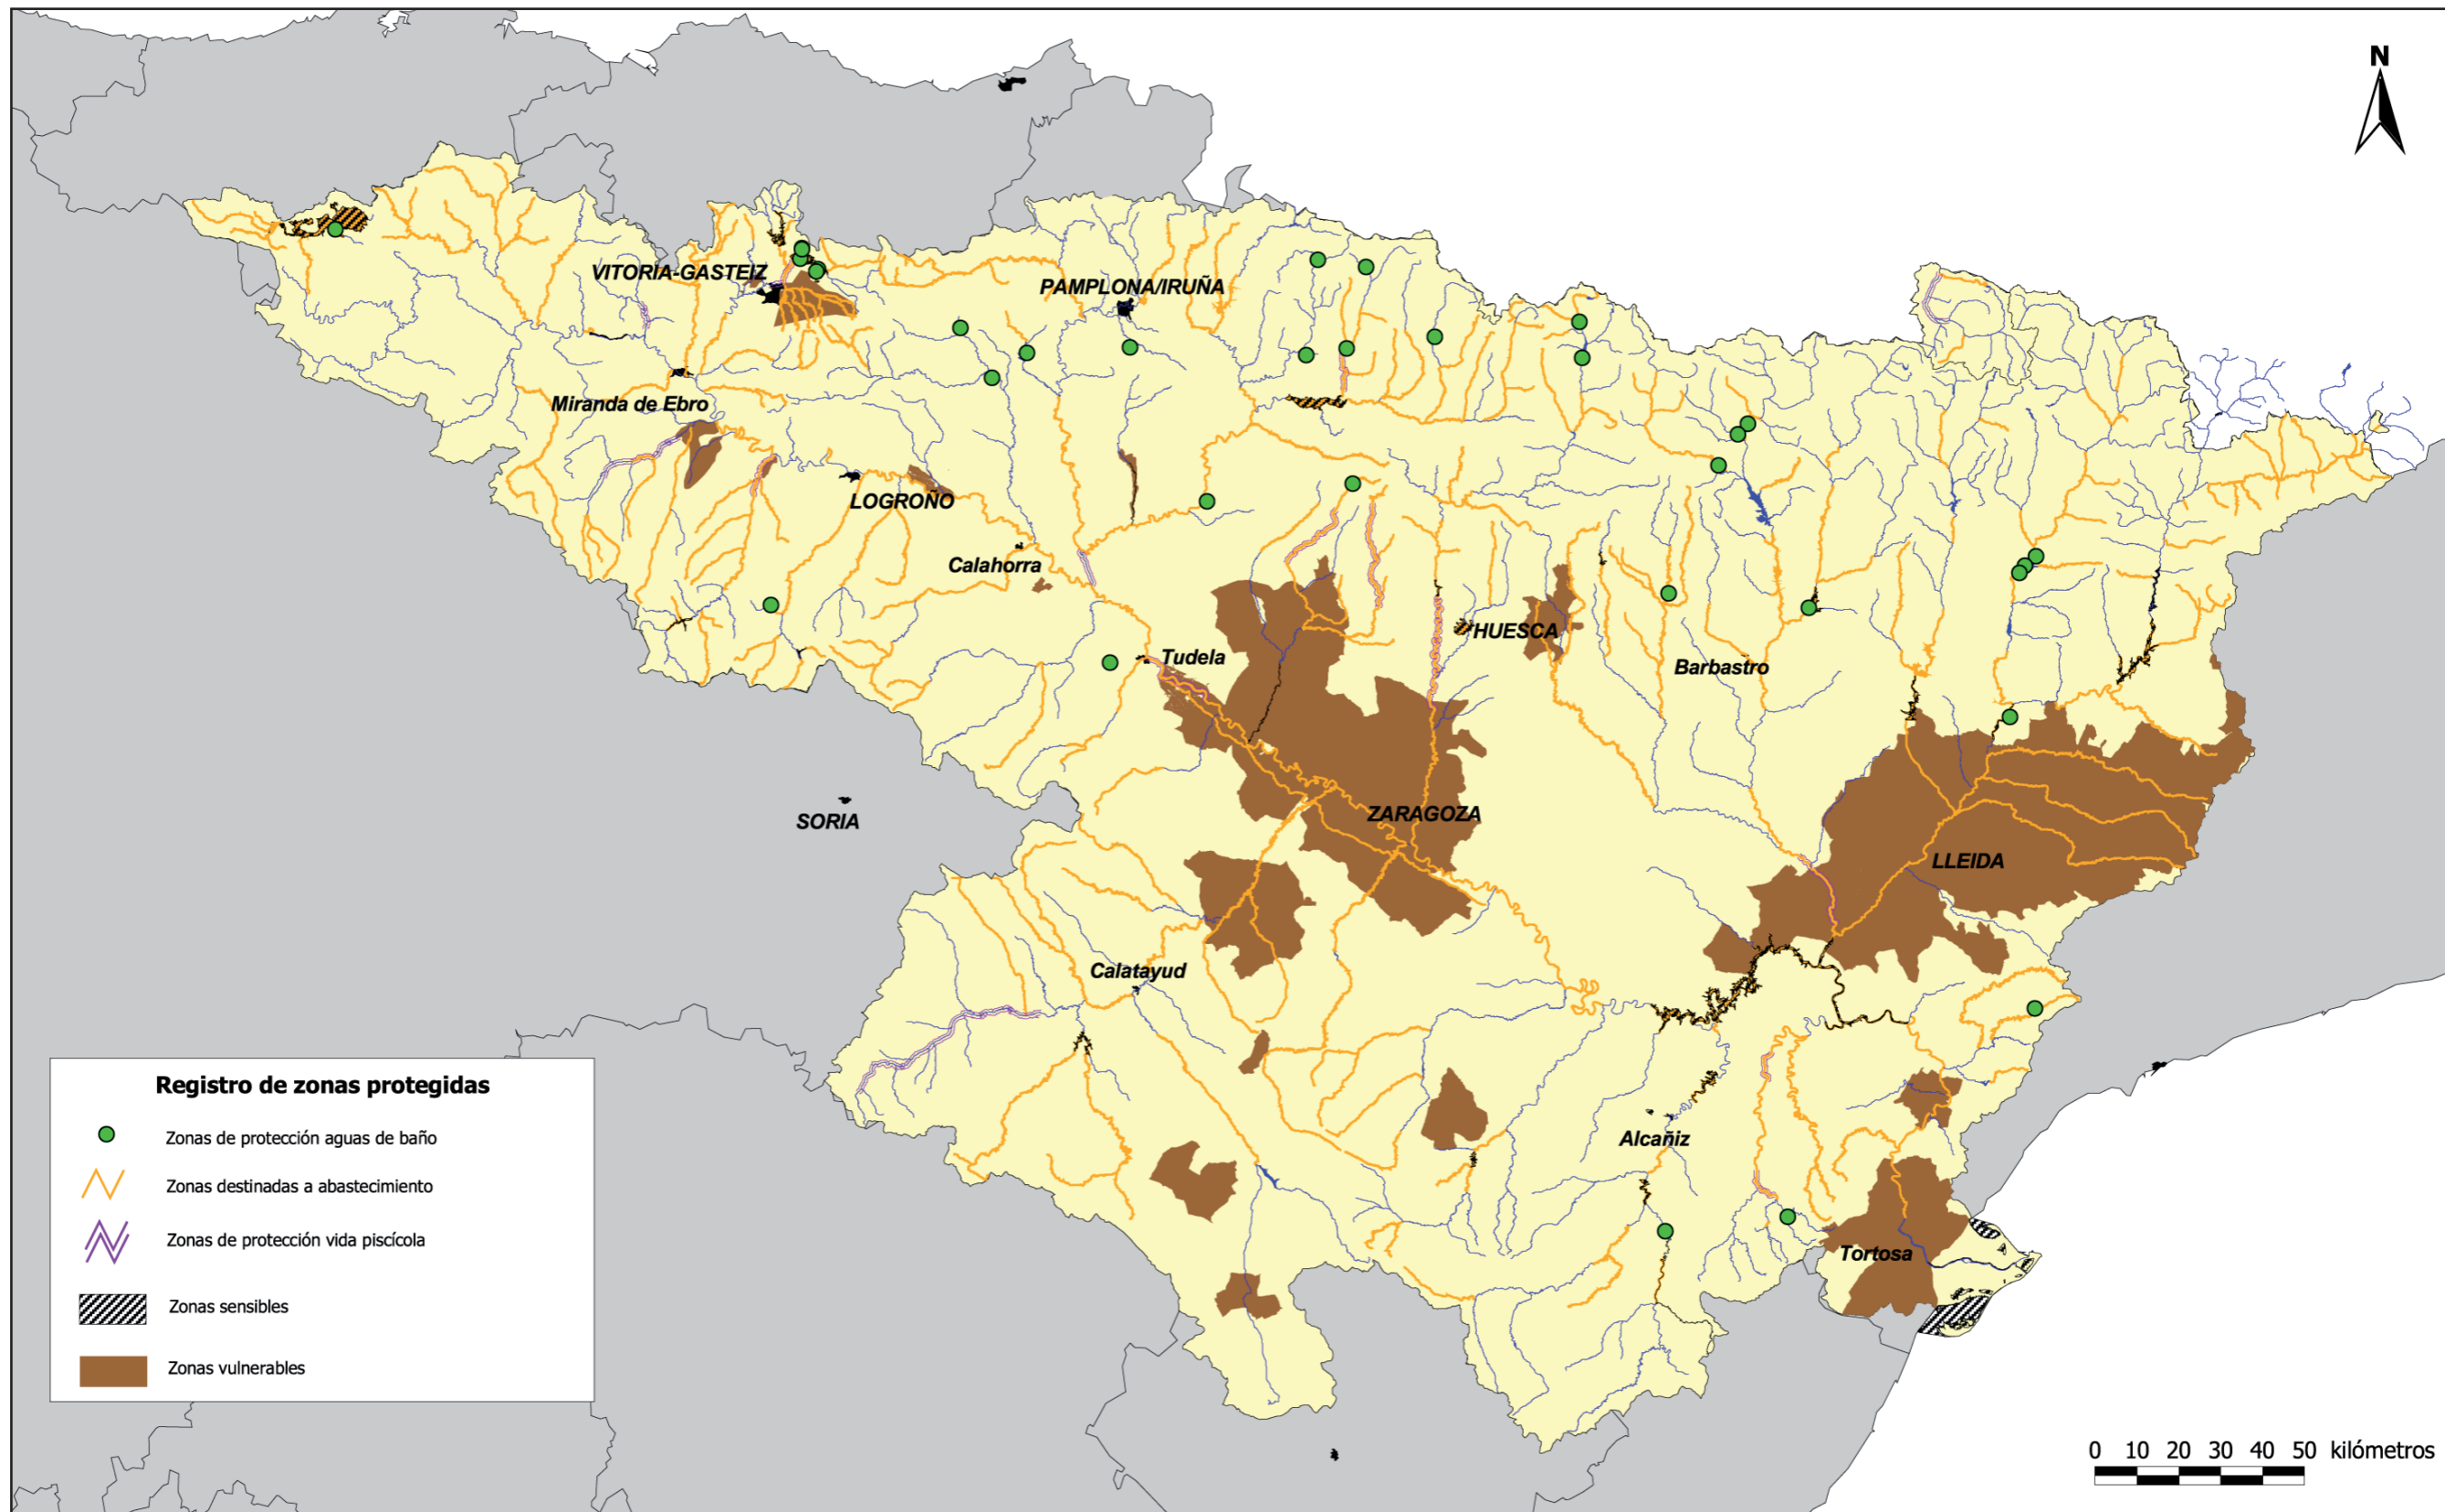 N
VITORIA-GASTEIZ
PAMPLONA/IRUÑA
Miranda de Ebro
LOGROÑO
Calahorra
HUESCA
Tudela
Barbastro
ZARAGOZA
SORIA
LLEIDA
Calatayud
Alcañiz
Tortosa
Registro de zonas protegidas
Zonas de protección aguas de baño
Zonas destinadas a abastecimiento
Zonas de protección vida piscícola
Zonas sensibles
Zonas vulnerables
0 10 20 30 40 50 kilómetros